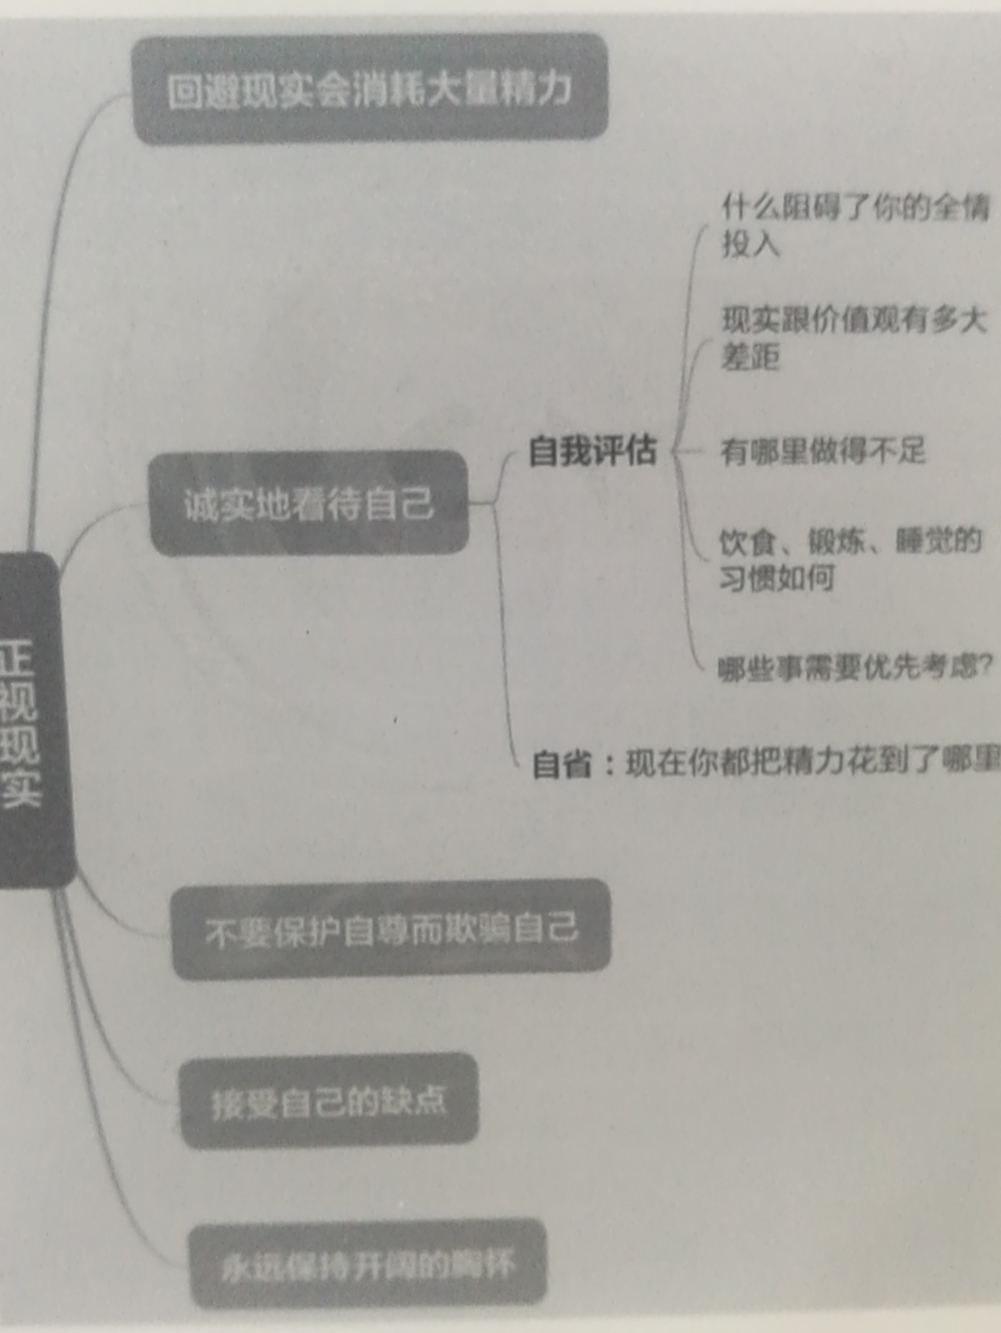 回避现实会消耗大量精力
什么阻碍了你的全情
投入
现实跟价值观有多大
差距
自我评估
有哪里做得不足
诚实地看待自己
饮食、锻炼、睡觉的
习惯如何
哪些事需要优先考虑?
正视现实
自省：现在你都把精力花到了哪里
不要保护自尊而欺骗自己
接受自己的缺点
永远保持开阔的胸怀